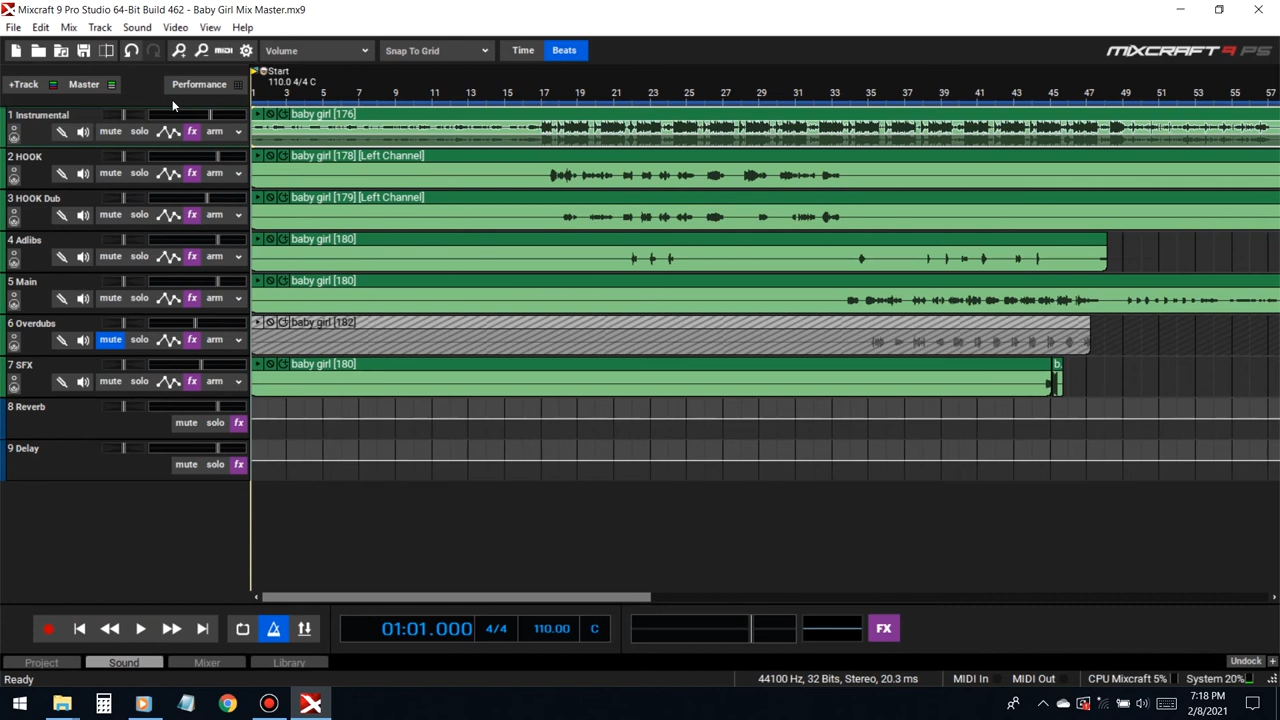 Mixcraft 9 Pro Studio 64-Bit Build 462 - Baby Girl Mix Master.mx9
File Edit Mix Track Sound Video View Help
MIDI Volume Snap To Grid Time Beats MIXCRAFT 9 PS
+Track Master Performance
Start
110.0 4/4 C
1 3 5 7 9 11 13 15 17 19 21 23 25 27 29 31 33 35 37 39 41 43 45 47 49 51 53 55 57
1 Instrumental baby girl [176]
mute solo fx arm
2 HOOK baby girl [178] [Left Channel]
mute solo fx arm
3 HOOK Dub baby girl [179] [Left Channel]
mute solo fx arm
4 Adlibs baby girl [180]
mute solo fx arm
5 Main baby girl [180]
mute solo fx arm
6 Overdubs baby girl [182]
mute solo fx arm
7 SFX baby girl [180] b.
mute solo fx arm
8 Reverb
mute solo fx
9 Delay
mute solo fx
01:01.000 4/4 110.00 C FX
Project Sound Mixer Library Undock +
Ready 44100 Hz, 32 Bits, Stereo, 20.3 ms MIDI In MIDI Out CPU Mixcraft 5% System 20%
7:18 PM
2/8/2021